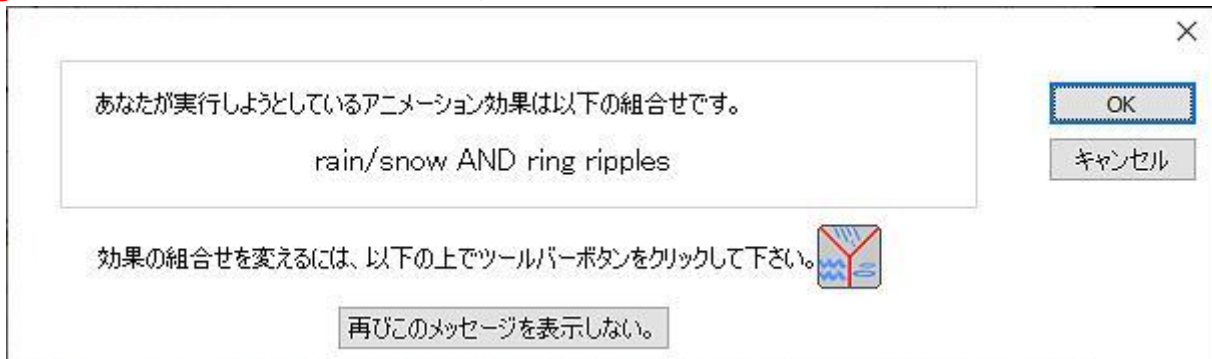 あなたが実行しようとしているアニメーション効果は以下の組合せです。
rain/snow AND ring ripples
OK
キャンセル
効果の組合せを変えるには、以下の上でツールバーボタンをクリックして下さい。
再びこのメッセージを表示しない。